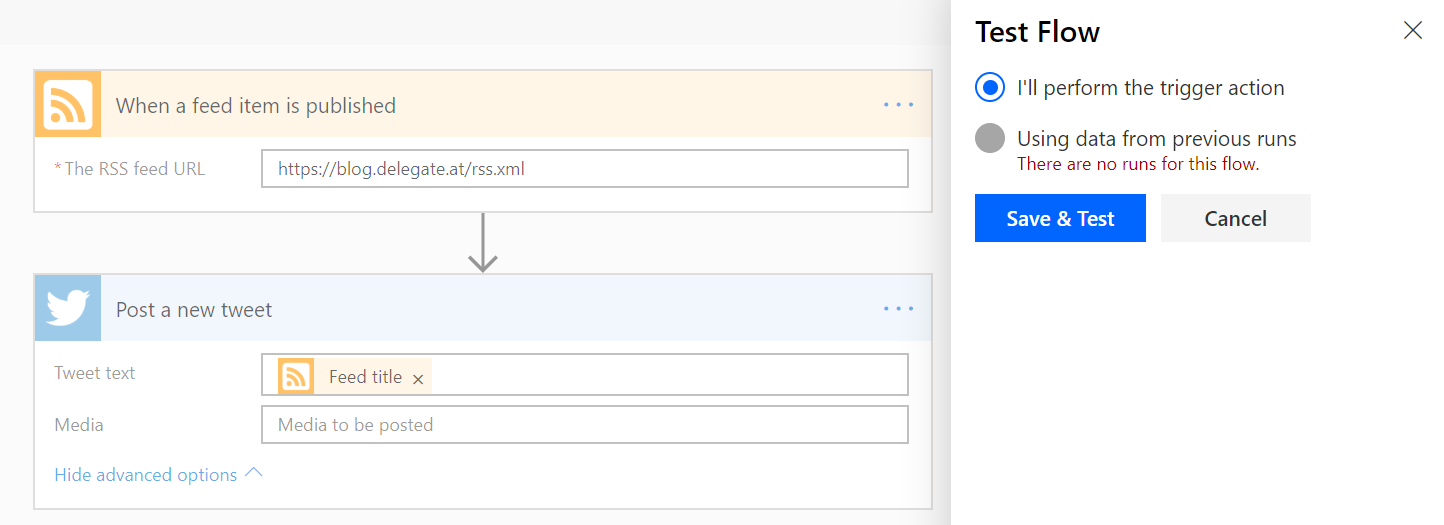 When a feed item is published
* The RSS feed URL
https://blog.delegate.at/rss.xml
Post a new tweet
Tweet text
Feed title ×
Media
Media to be posted
Hide advanced options
Test Flow
I'll perform the trigger action
Using data from previous runs
There are no runs for this flow.
Save & Test
Cancel